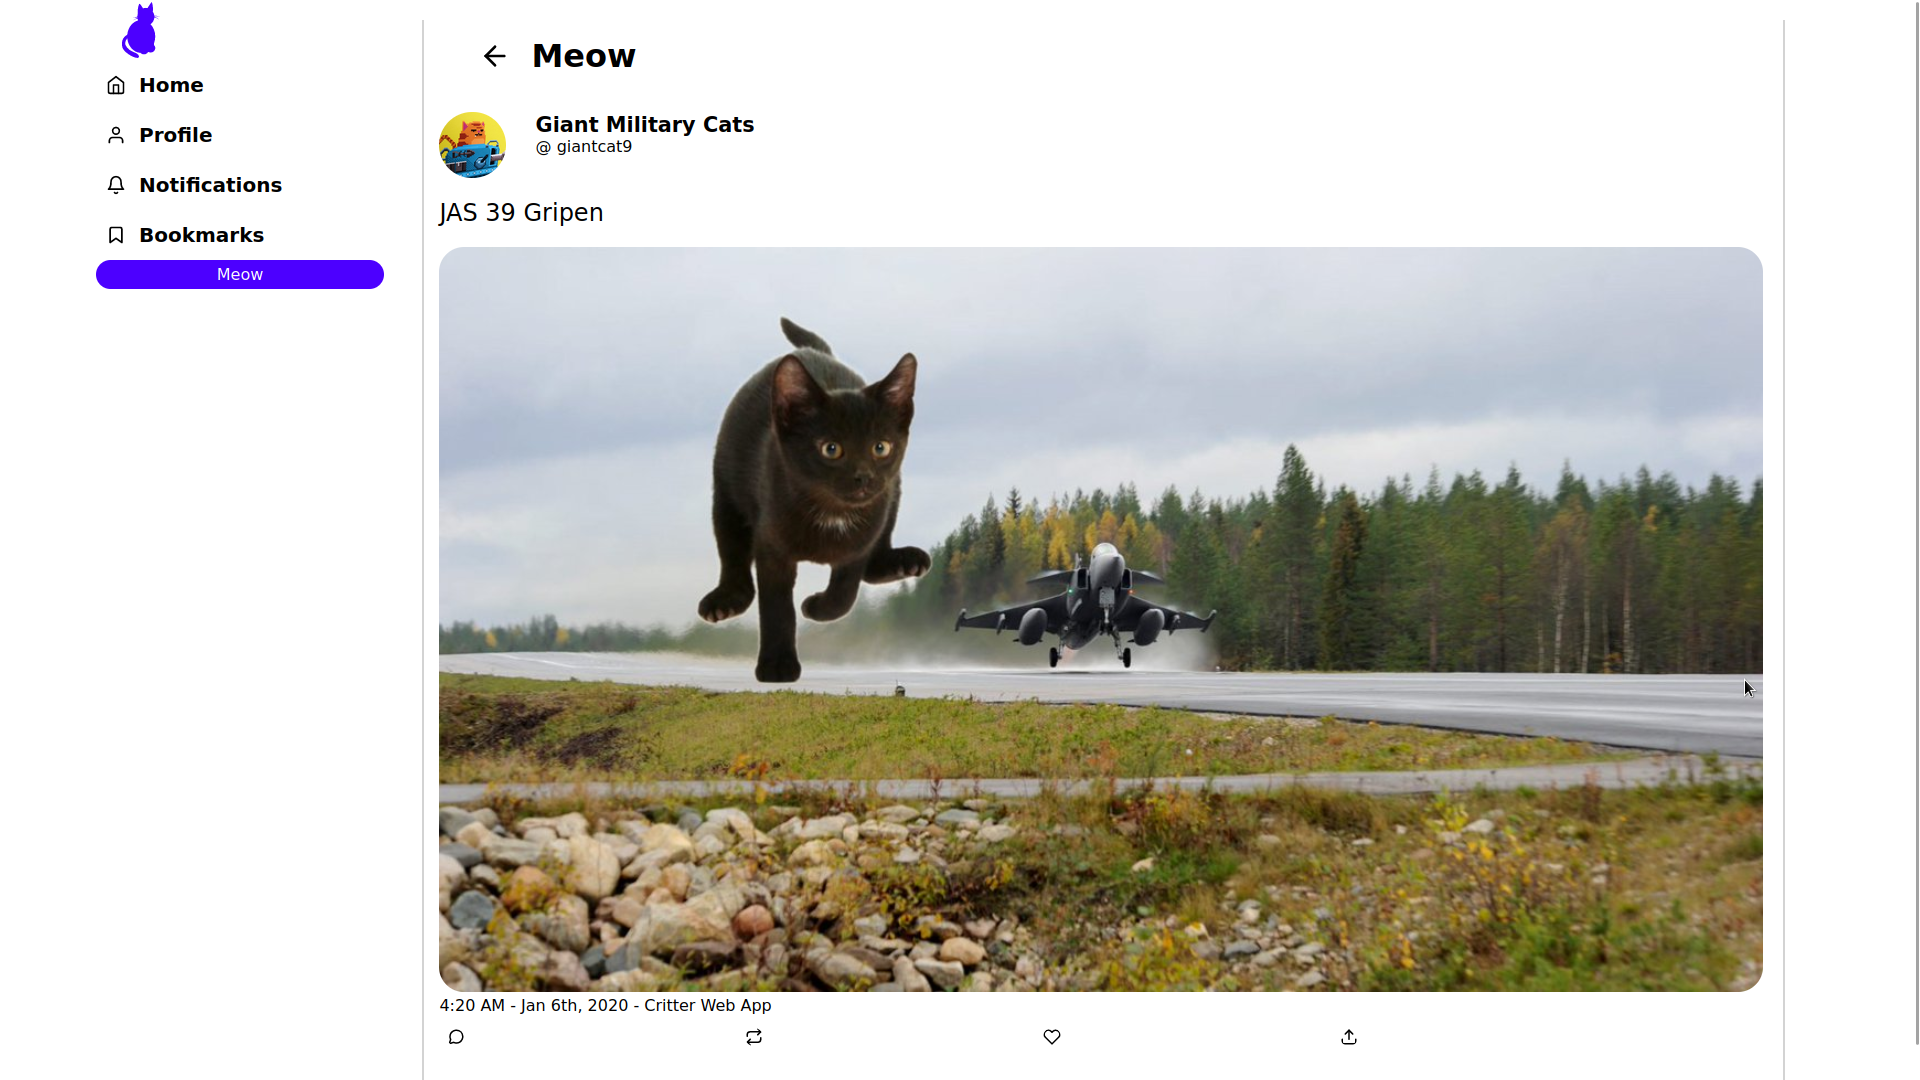 Home
Profile
Notifications
Bookmarks
Meow
Meow
Giant Military Cats
@ giantcat9
JAS 39 Gripen
4:20 AM - Jan 6th, 2020 - Critter Web App